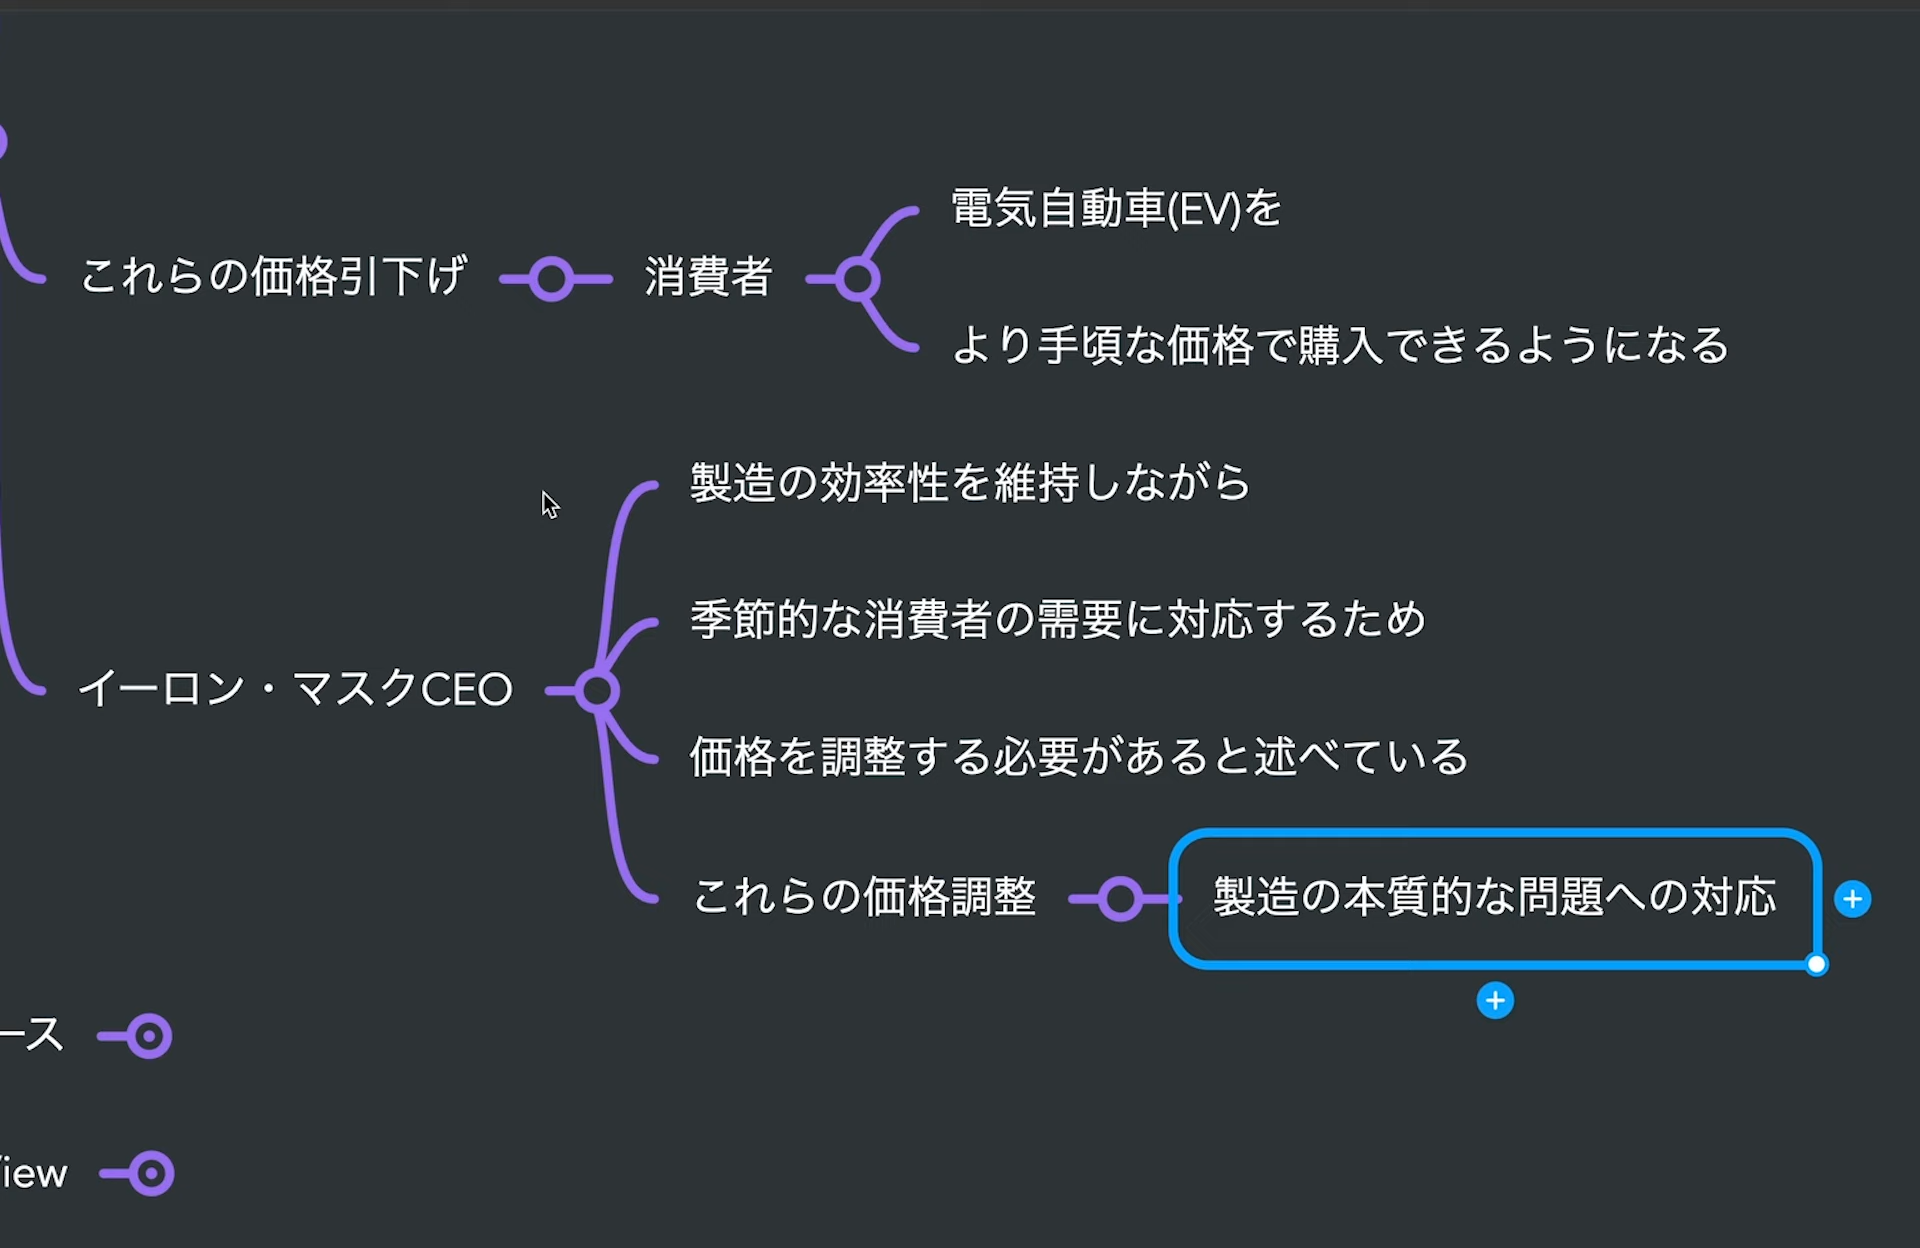 電気自動車(EV)を
これらの価格引下げ
消費者
より手頃な価格で購入できるようになる
製造の効率性を維持しながら
季節的な消費者の需要に対応するため
イーロン・マスクCEO
価格を調整する必要があると述べている
これらの価格調整
製造の本質的な問題への対応
ース
iew